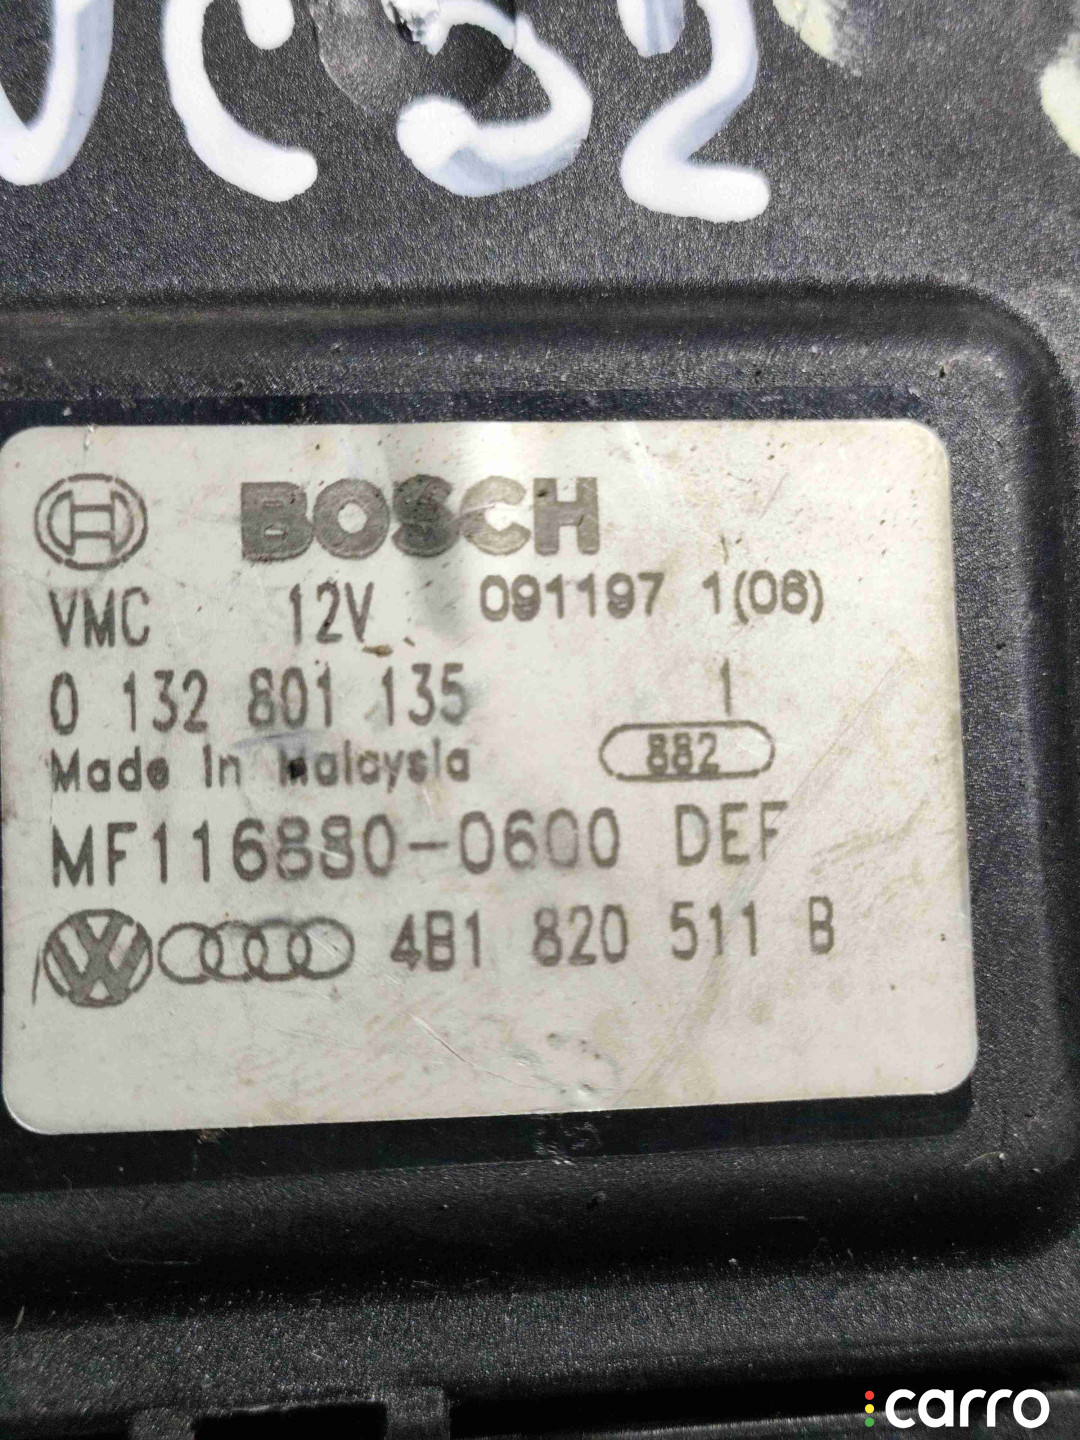 BOSCH
VMC 12V 091197 1(06)
0 132 801 135 1
Made In Malaysia 882
MF116880-0600 DEF
4B1 820 511 B
carro